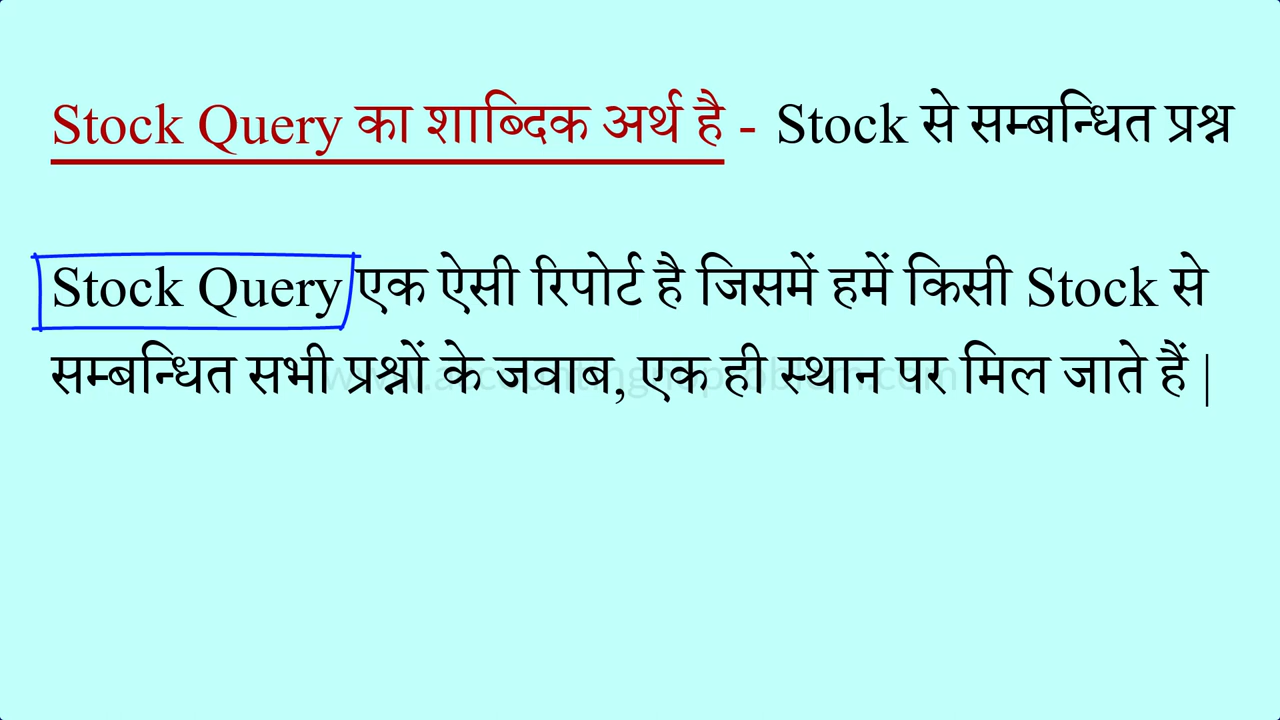 Stock Query का शाब्दिक अर्थ है - Stock से सम्बन्धित प्रश्न
Stock Query एक ऐसी रिपोर्ट है जिसमें हमें किसी Stock से
सम्बन्धित सभी प्रश्नों के जवाब, एक ही स्थान पर मिल जाते हैं |